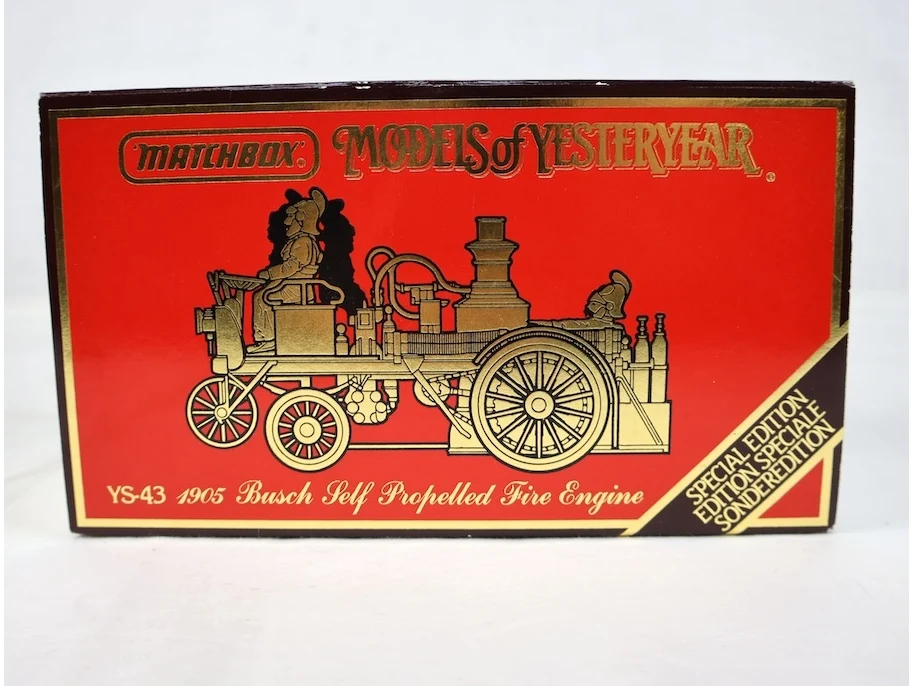 MATCHBOX® MODELS of YESTERYEAR®
YS-43 1905 Busch Self Propelled Fire Engine
SPECIAL EDITION
EDITION SPECIALE
SONDEREDITION